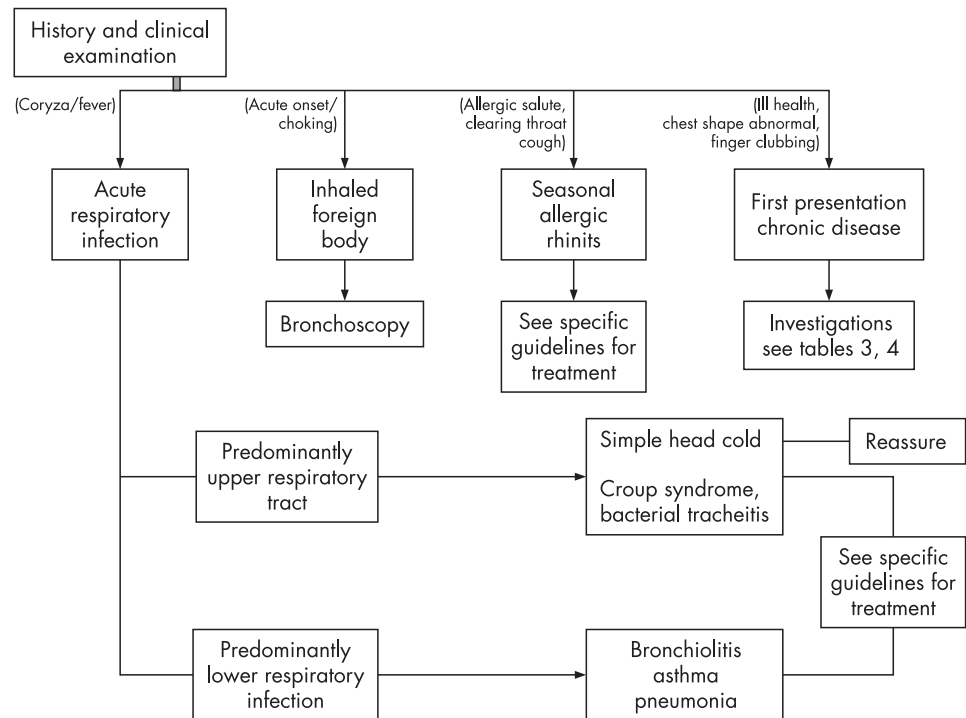 History and clinical
examination
(Coryza/fever)
(Acute onset/
choking)
(Allergic salute,
clearing throat
cough)
(Ill health,
chest shape abnormal,
finger clubbing)
Acute
respiratory
infection
Inhaled
foreign
body
Seasonal
allergic
rhinits
First presentation
chronic disease
Bronchoscopy
See specific
guidelines for
treatment
Investigations
see tables 3, 4
Predominantly
upper respiratory
tract
Simple head cold
Croup syndrome,
bacterial tracheitis
Reassure
See specific
guidelines for
treatment
Predominantly
lower respiratory
infection
Bronchiolitis
asthma
pneumonia